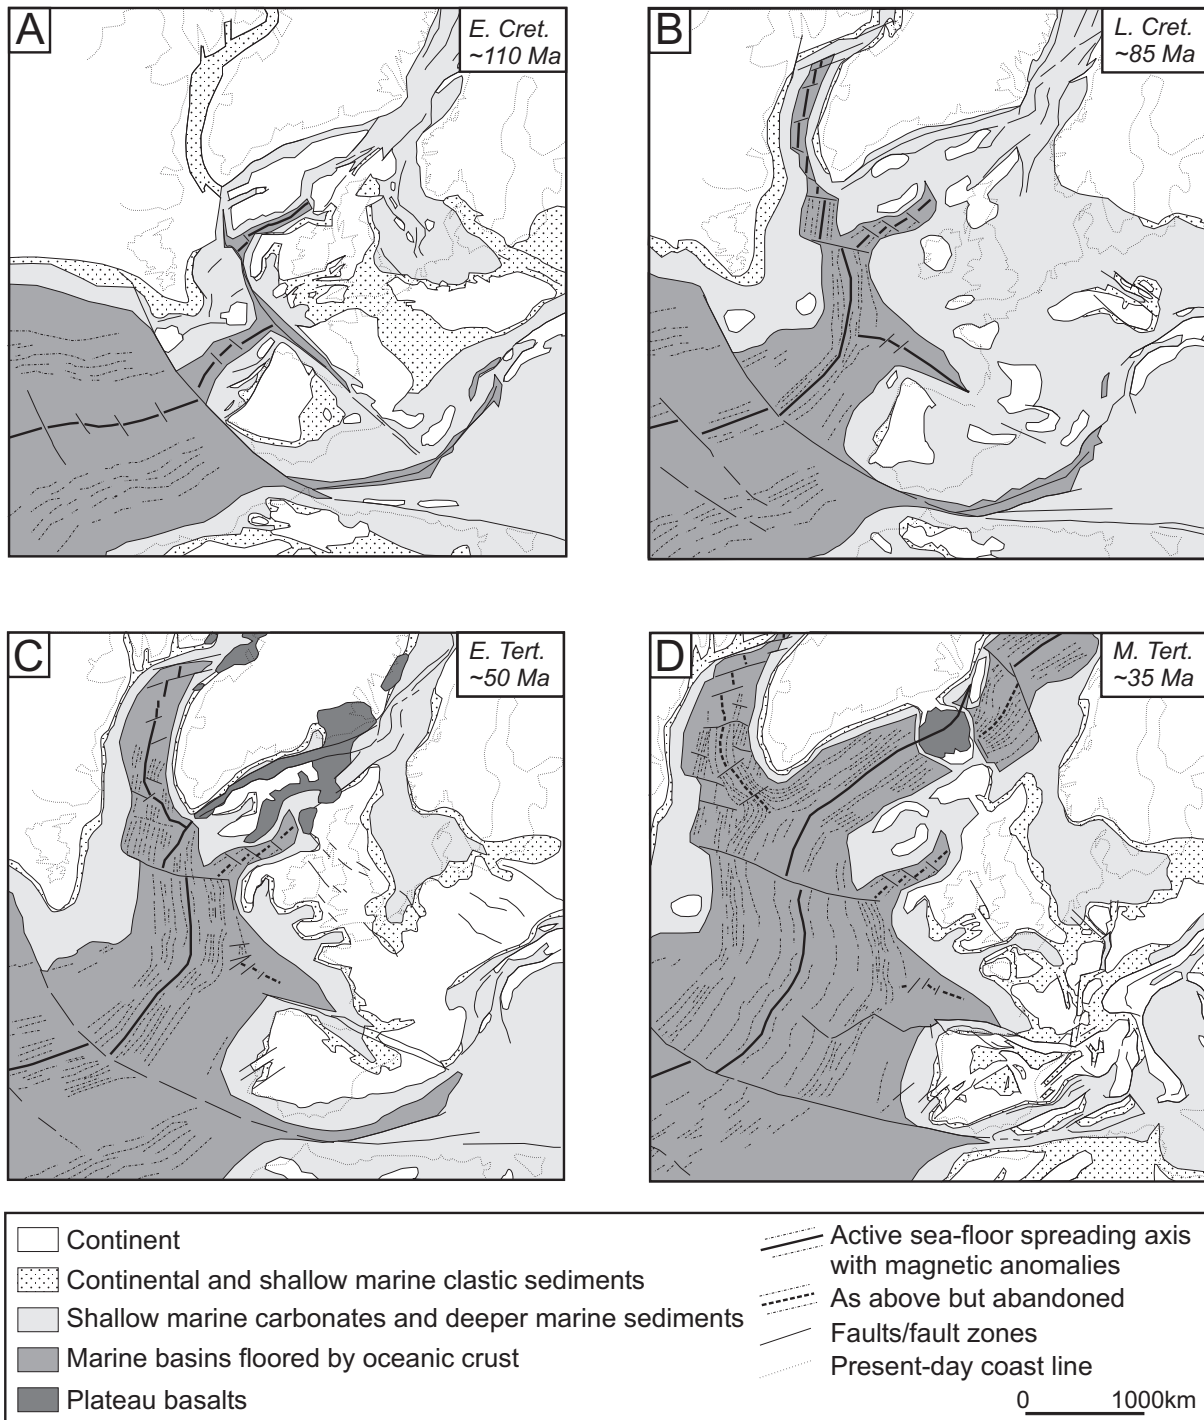 A
E. Cret.
~110 Ma
B
L. Cret.
~85 Ma
C
E. Tert.
~50 Ma
D
M. Tert.
~35 Ma
Continent
Continental and shallow marine clastic sediments
Shallow marine carbonates and deeper marine sediments
Marine basins floored by oceanic crust
Plateau basalts
Active sea-floor spreading axis
with magnetic anomalies
As above but abandoned
Faults/fault zones
Present-day coast line
0 1000km